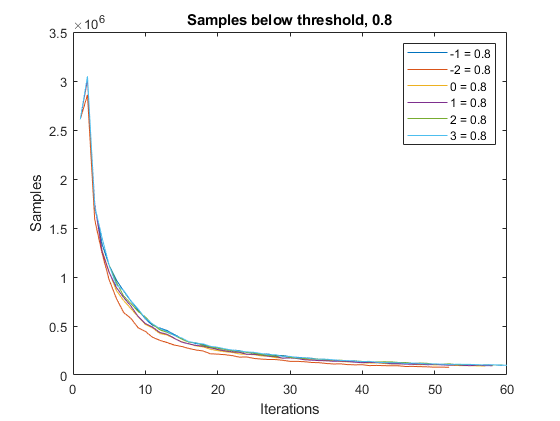 Samples below threshold, 0.8
×10⁶
3.5
3
2.5
2
1.5
1
0.5
0
Samples
-1 = 0.8
-2 = 0.8
0 = 0.8
1 = 0.8
2 = 0.8
3 = 0.8
0 10 20 30 40 50 60
Iterations